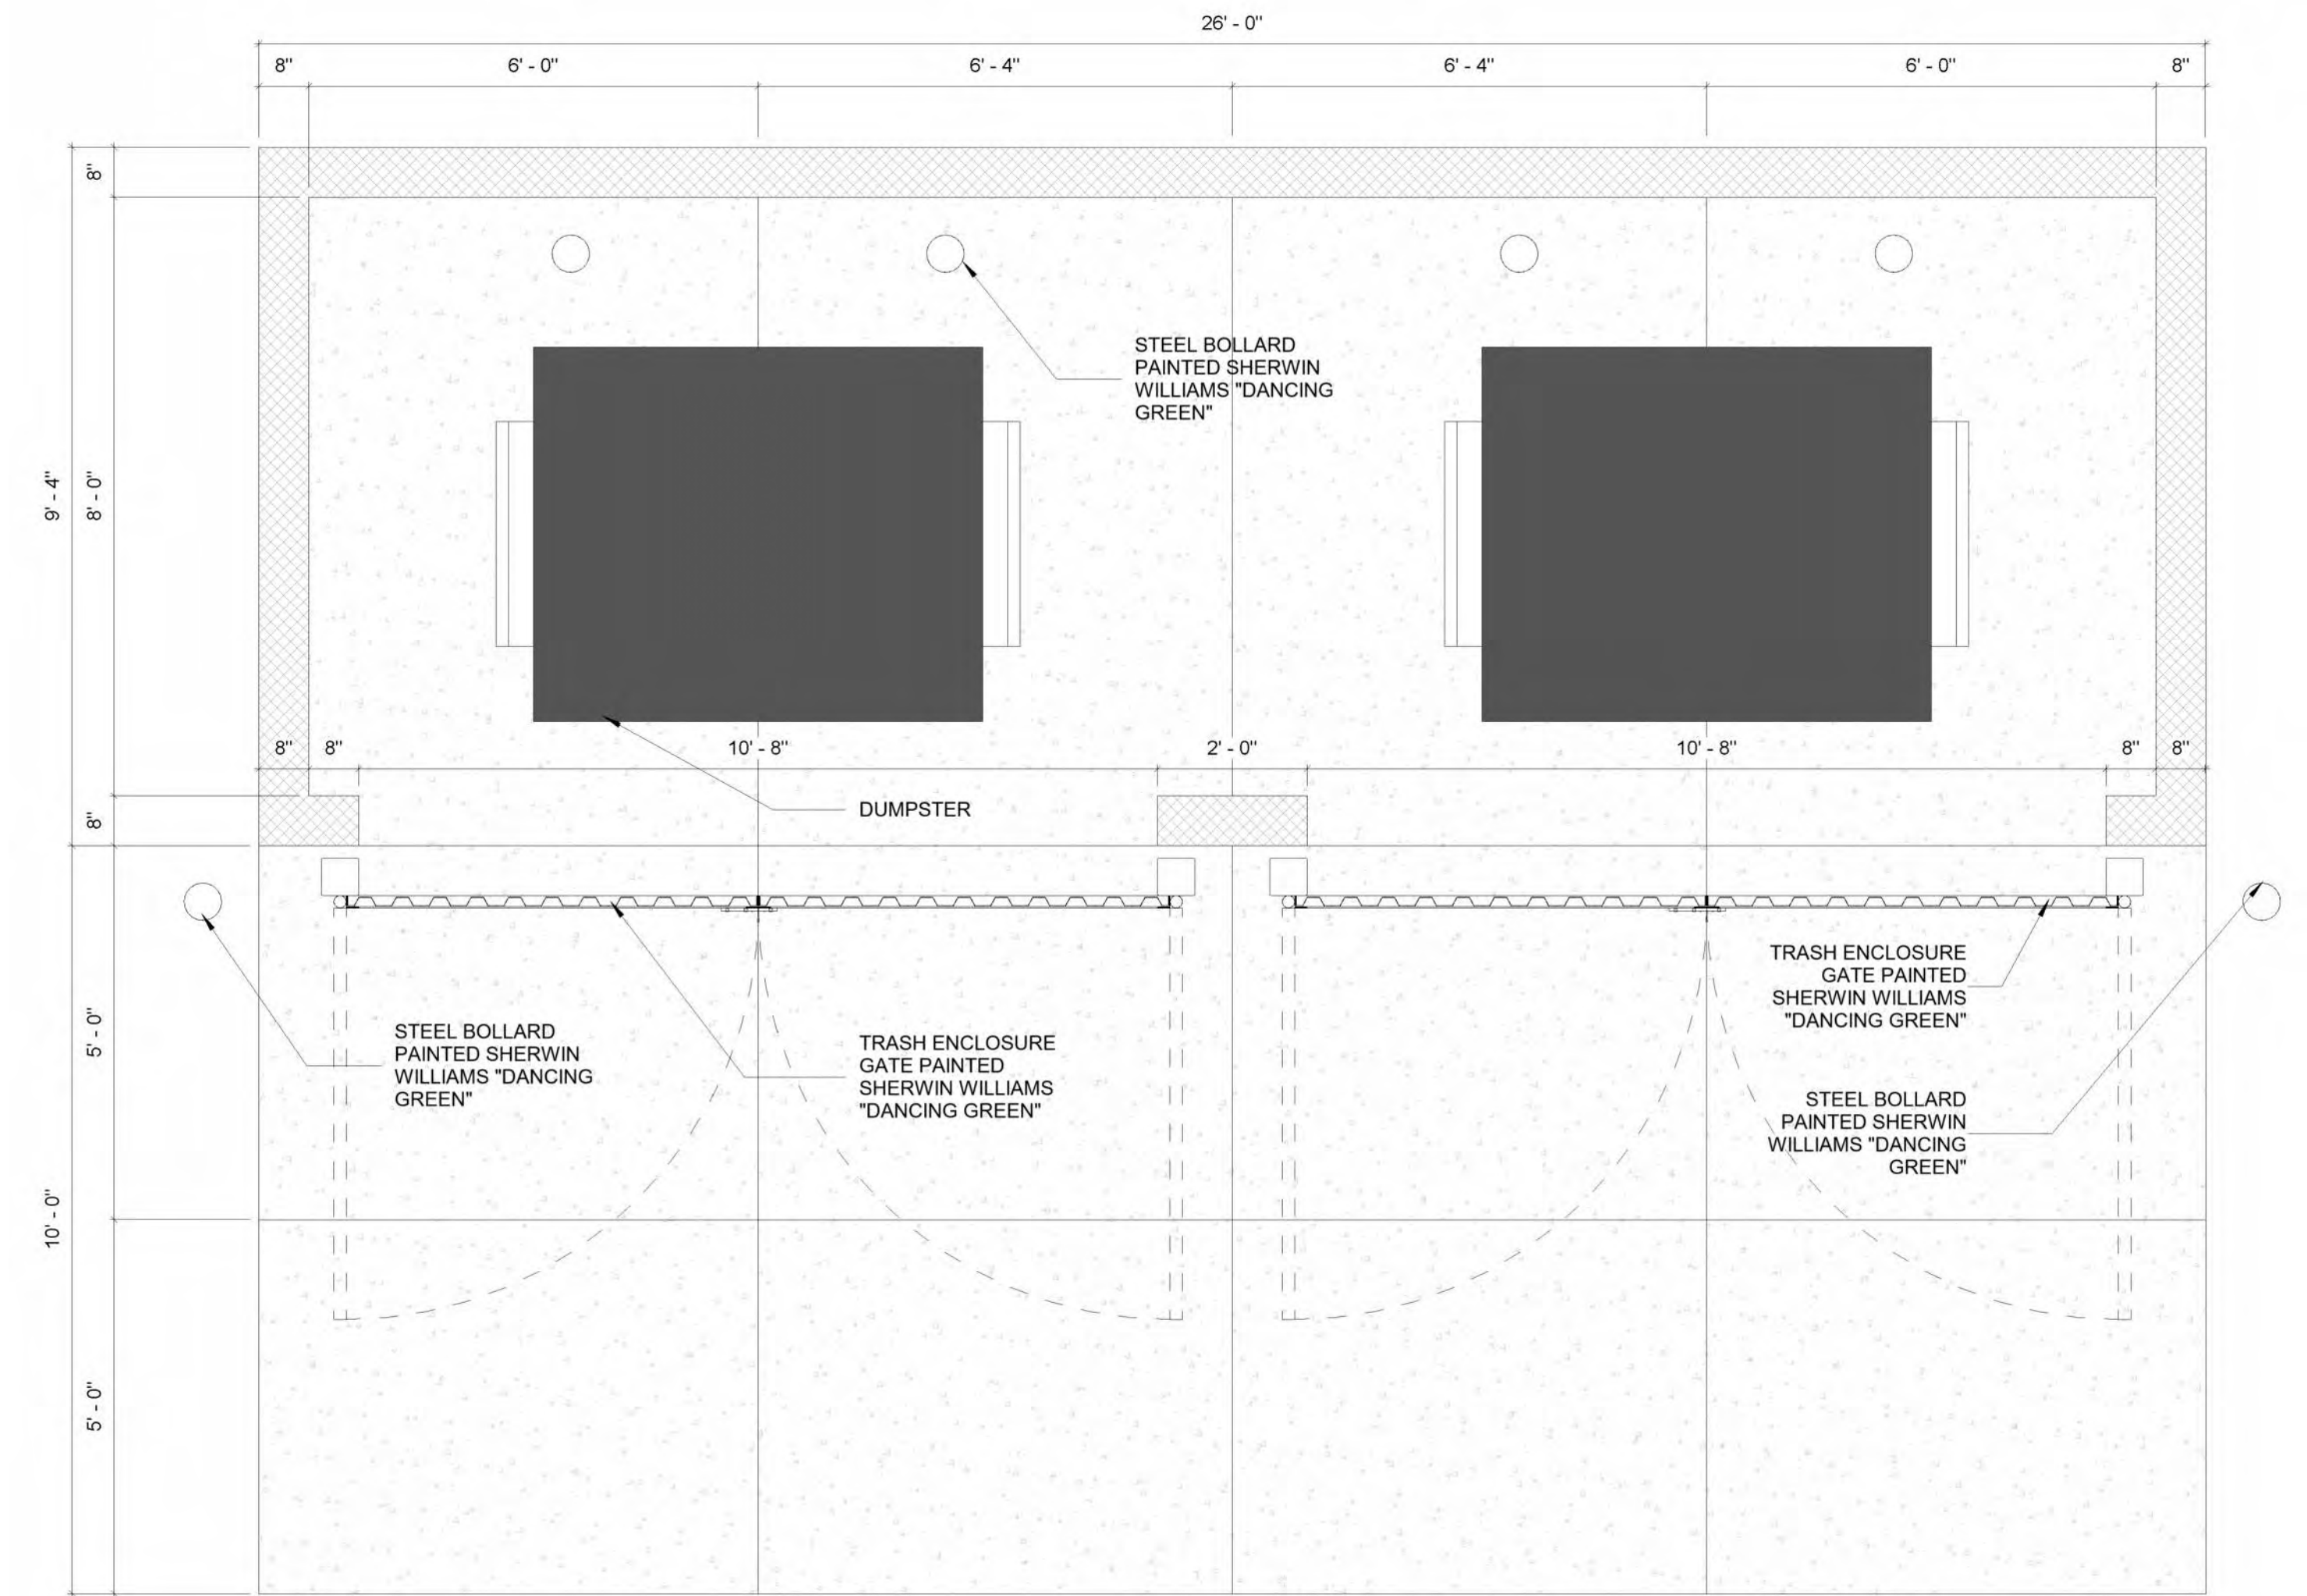 26' - 0"
8" 6' - 0" 6' - 4" 6' - 4" 6' - 0" 8"
8"
9' - 4"
8' - 0"
STEEL BOLLARD
PAINTED SHERWIN
WILLIAMS "DANCING
GREEN"
8" 8" 10' - 8" 2' - 0" 10' - 8" 8" 8"
8"
DUMPSTER
5' - 0"
STEEL BOLLARD
PAINTED SHERWIN
WILLIAMS "DANCING
GREEN"
TRASH ENCLOSURE
GATE PAINTED
SHERWIN WILLIAMS
"DANCING GREEN"
TRASH ENCLOSURE
GATE PAINTED
SHERWIN WILLIAMS
"DANCING GREEN"
STEEL BOLLARD
PAINTED SHERWIN
WILLIAMS "DANCING
GREEN"
10' - 0"
5' - 0"